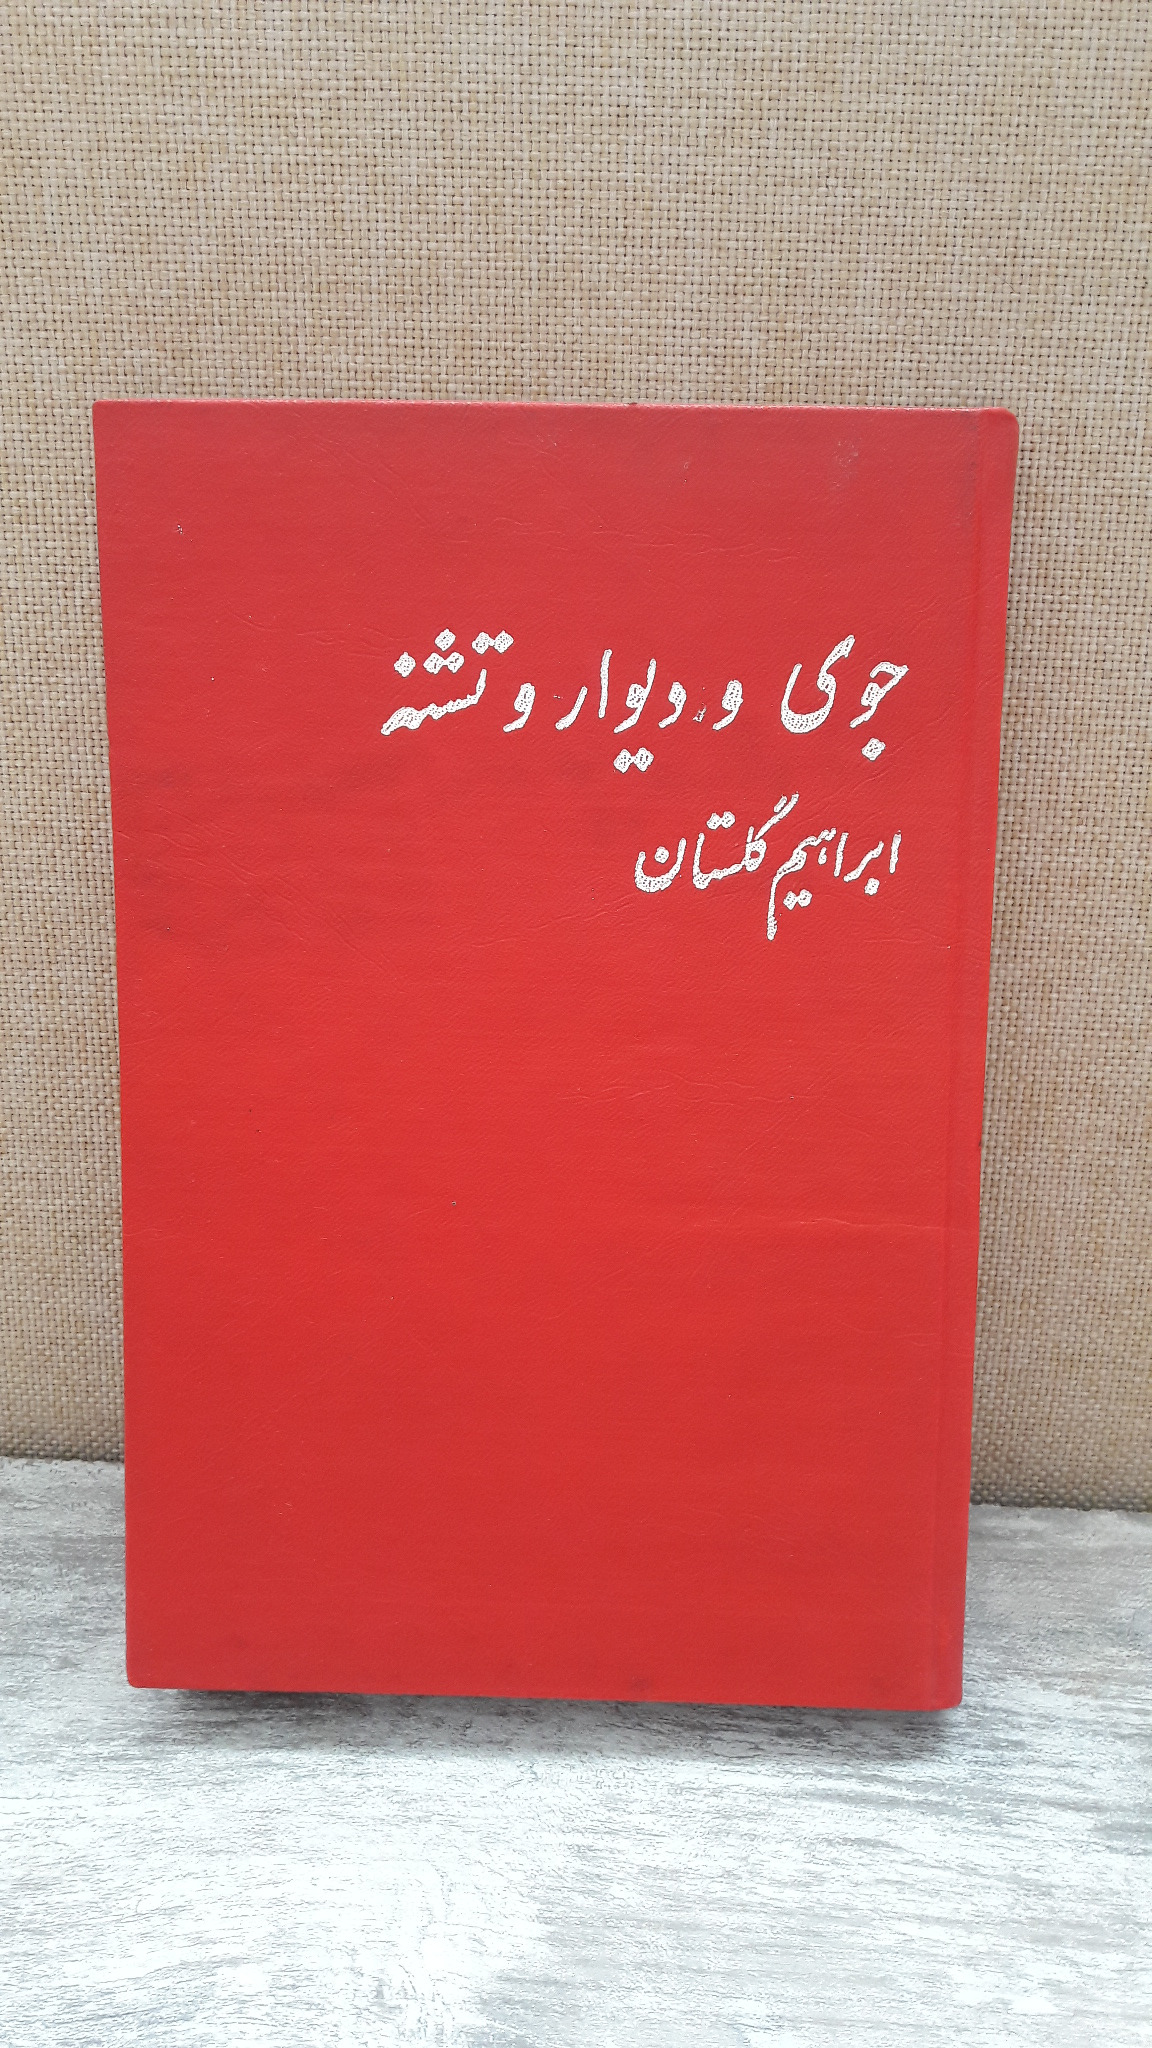 جوی و دیوار و تشنه
ابراهیم گلستان